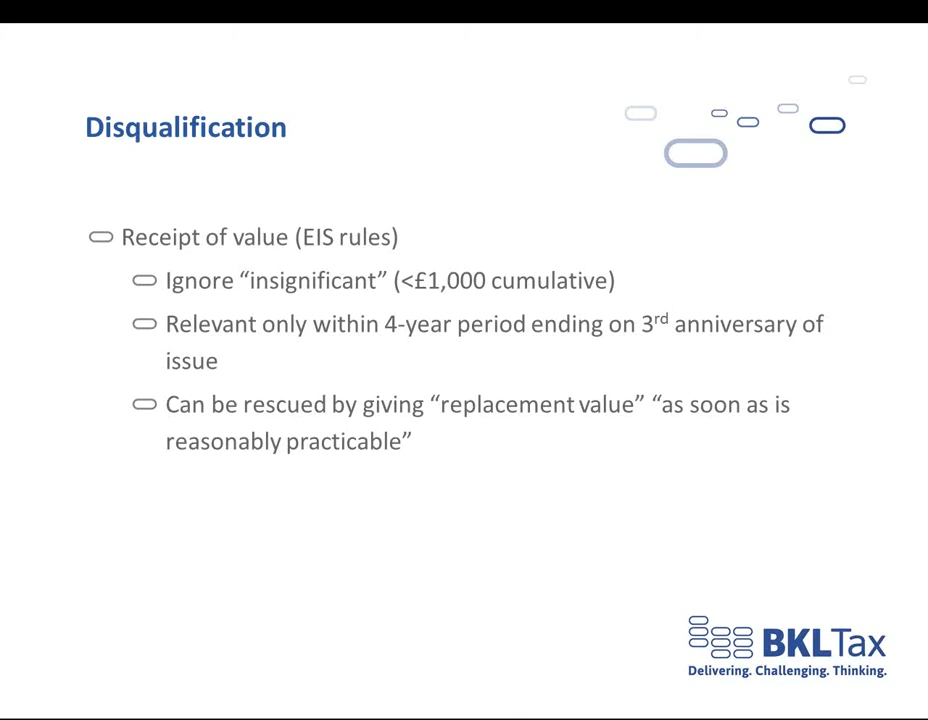 Disqualification
Receipt of value (EIS rules)
Ignore “insignificant” (<£1,000 cumulative)
Relevant only within 4-year period ending on 3rd anniversary of
issue
Can be rescued by giving “replacement value” “as soon as is
reasonably practicable”
BKLTax
Delivering. Challenging. Thinking.